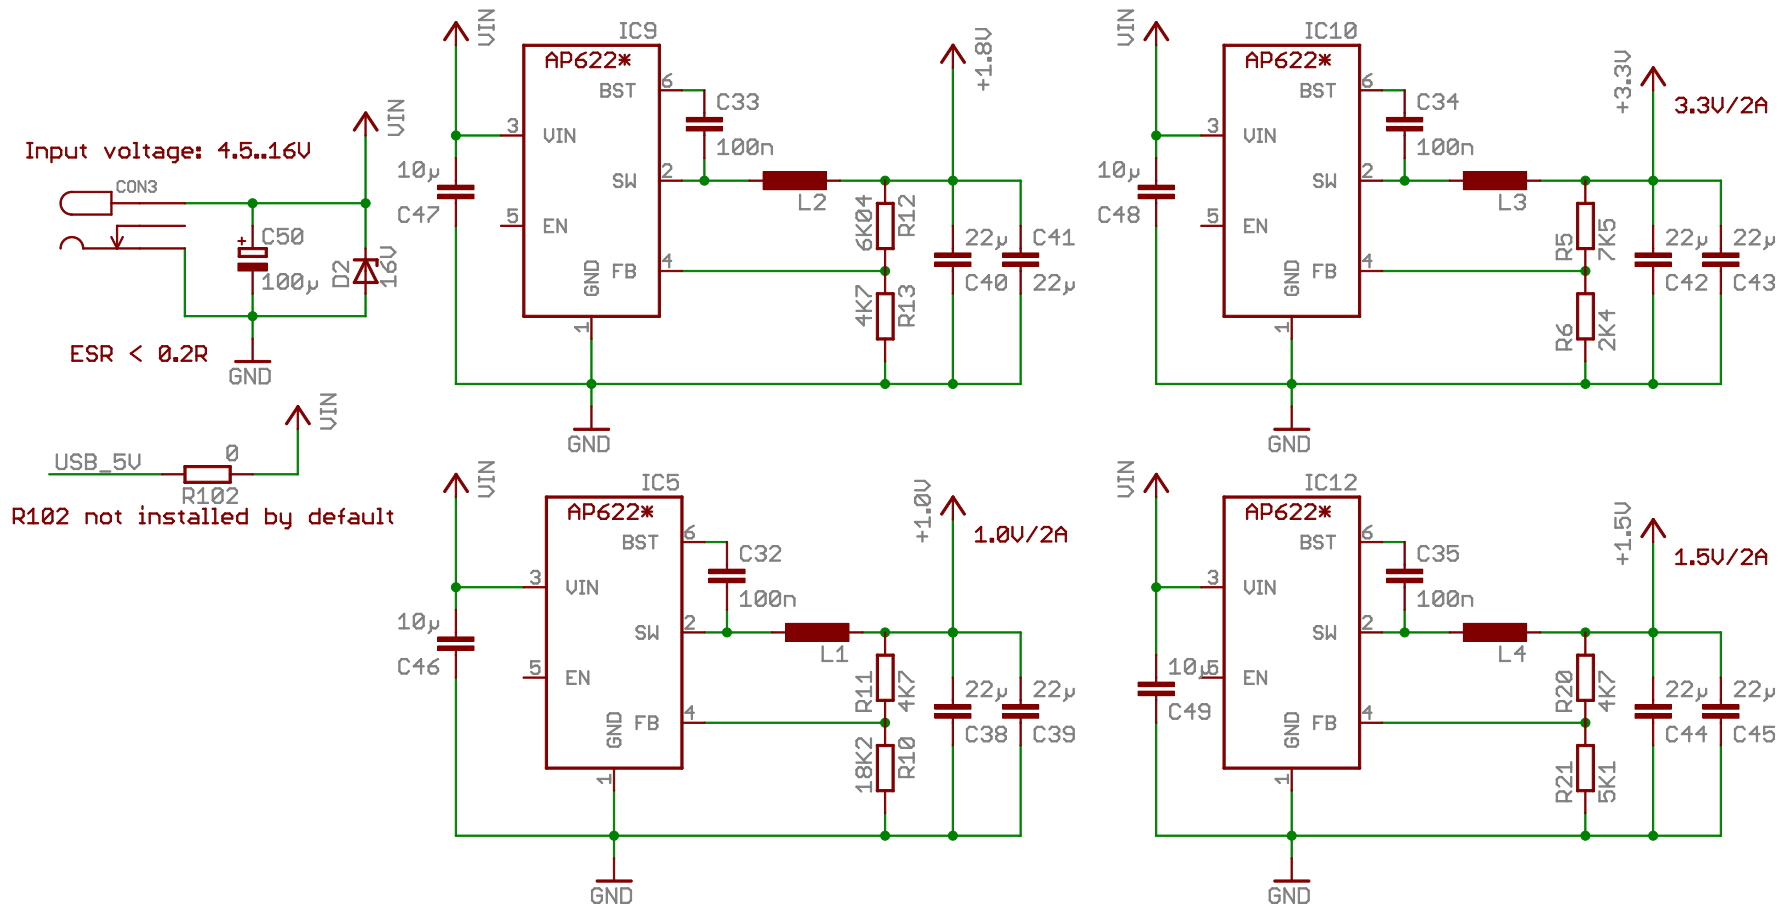 Input voltage: 4.5..16V
CON3
VIN
C50
+
100µ
D2
16V
ESR < 0.2R
GND
VIN
USB_5V
0
R102
R102 not installed by default
VIN
IC9
AP622*
BST
6
3
VIN
C33
100n
10µ
C47
SW
2
L2
5
EN
6K04
R12
FB
4
GND
1
4K7
R13
22µ
C40
C41
22µ
+1.8V
GND
VIN
IC10
AP622*
BST
6
3
VIN
C34
100n
10µ
C48
SW
2
L3
5
EN
R5
7K5
FB
4
GND
1
R6
2K4
22µ
C42
22µ
C43
+3.3V
3.3V/2A
GND
VIN
IC5
AP622*
BST
6
3
VIN
C32
100n
10µ
C46
SW
2
L1
5
EN
R11
4K7
FB
4
GND
1
18K2
R10
22µ
C38
22µ
C39
+1.0V
1.0V/2A
GND
VIN
IC12
AP622*
BST
6
3
VIN
C35
100n
10µ
C49
SW
2
L4
5
EN
R20
4K7
FB
4
GND
1
R21
5K1
22µ
C44
22µ
C45
+1.5V
1.5V/2A
GND